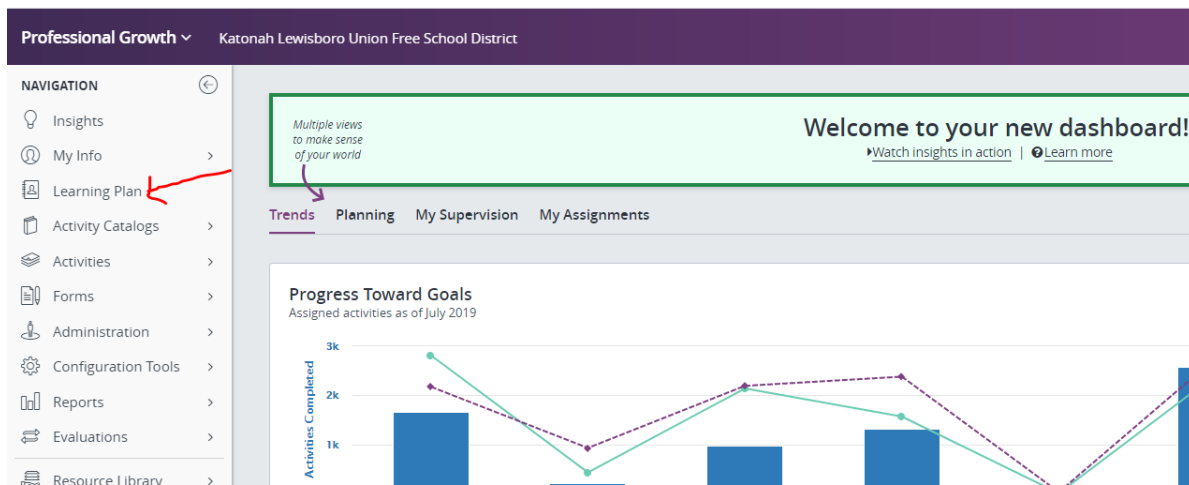 Professional Growth
Katonah Lewisboro Union Free School District
NAVIGATION
Insights
My Info
Learning Plan
Activity Catalogs
Activities
Forms
Administration
Configuration Tools
Reports
Evaluations
Resource Library
Multiple views
to make sense
of your world
Welcome to your new dashboard!
Watch insights in action | Learn more
Trends Planning My Supervision My Assignments
Progress Toward Goals
Assigned activities as of July 2019
Activities Completed
3k
2k
1k